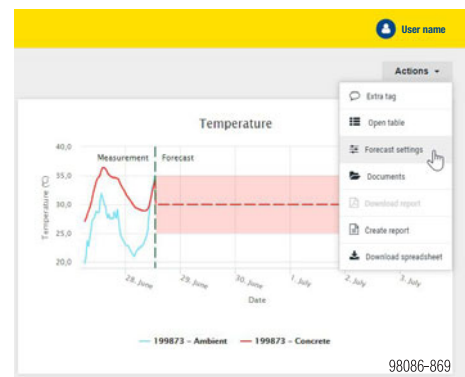 User name
Actions
Extra tag
Open table
Forecast settings
Documents
Download report
Create report
Download spreadsheet
Temperature
Measurement
Forecast
40,0
35,0
30,0
25,0
20,0
Temperature (°C)
28. June
29. June
30. June
1. July
2. July
3. July
Date
199873 - Ambient
199873 - Concrete
98086-869